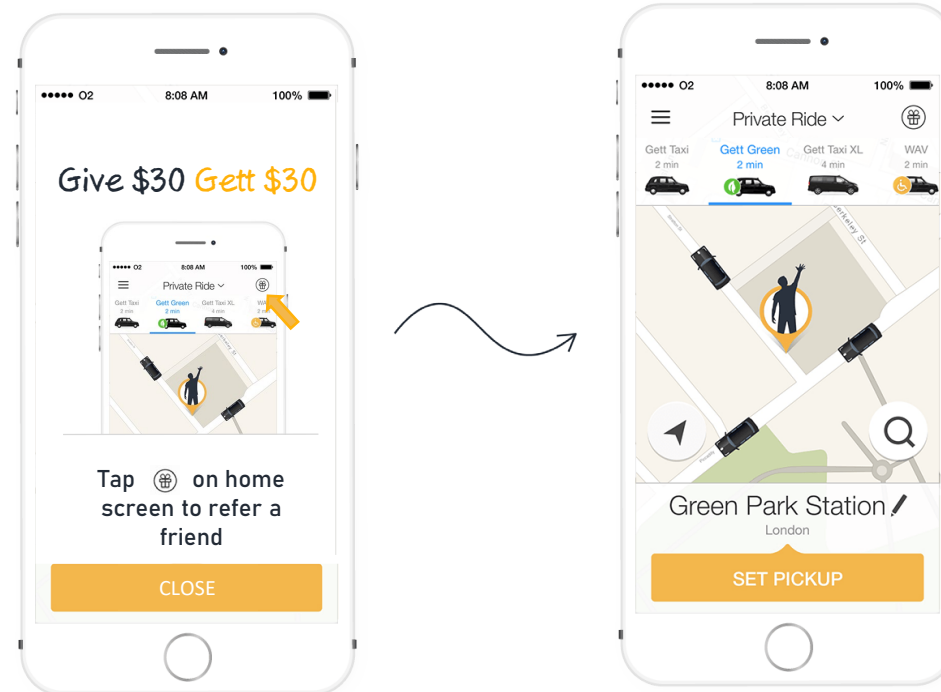 ●●●●● O2 8:08 AM 100%
Give $30 Gett $30
●●●●● O2 8:08 AM 100%
Private Ride
Gett Taxi Gett Green Gett Taxi XL WAV
2 min 2 min 4 min 2 min
Tap on home
screen to refer a
friend
CLOSE
●●●●● O2 8:08 AM 100%
Private Ride
Gett Taxi Gett Green Gett Taxi XL WAV
2 min 2 min 4 min 2 min
Berkeley St
Piccadilly
Green Park Station
London
SET PICKUP